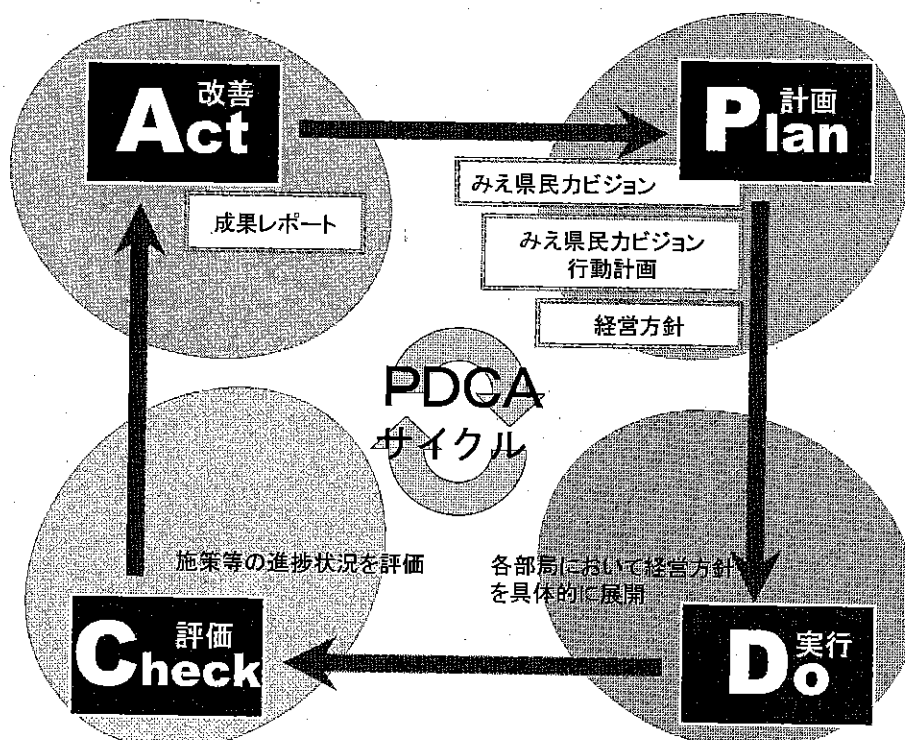 改善
Act
成果レポート
計画
Plan
みえ県民力ビジョン
みえ県民力ビジョン
行動計画
経営方針
PDCA
サイクル
施策等の進捗状況を評価
評価
Check
各部局において経営方針
を具体的に展開
実行
Do